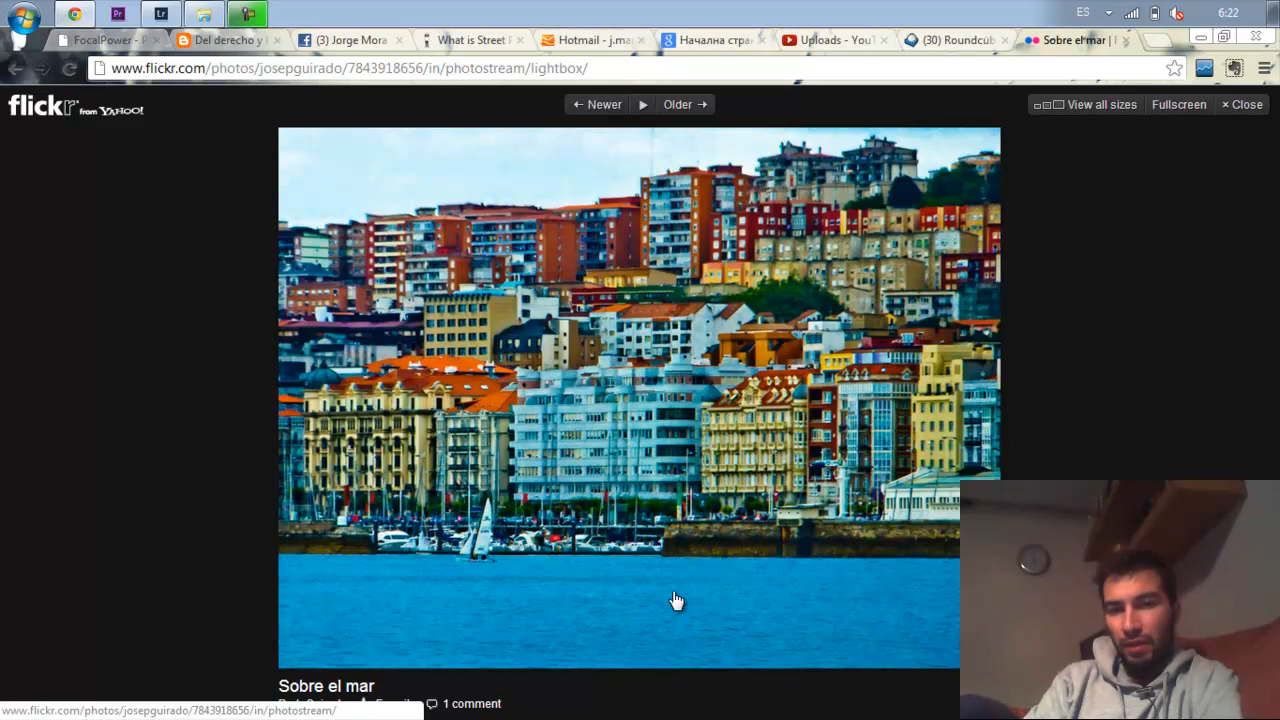 ES 6:22
FocalPower - P
Del derecho y
(3) Jorge Mora
What is Street
Hotmail - j.ma
Начална стра
Uploads - YouT
(30) Roundcub
Sobre el mar
www.flickr.com/photos/josepguirado/7843918656/in/photostream/lightbox/
flickr from YAHOO!
← Newer
Older →
View all sizes
Fullscreen
× Close
Sobre el mar
1 comment
www.flickr.com/photos/josepguirado/7843918656/in/photostream/